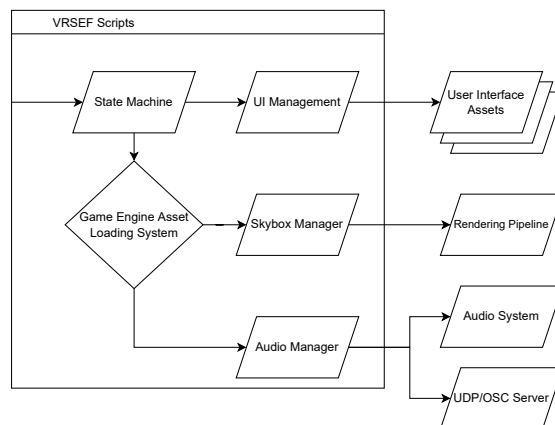 VRSEF Scripts
State Machine
UI Management
User Interface
Assets
Game Engine Asset
Loading System
Skybox Manager
Rendering Pipeline
Audio Manager
Audio System
UDP/OSC Server